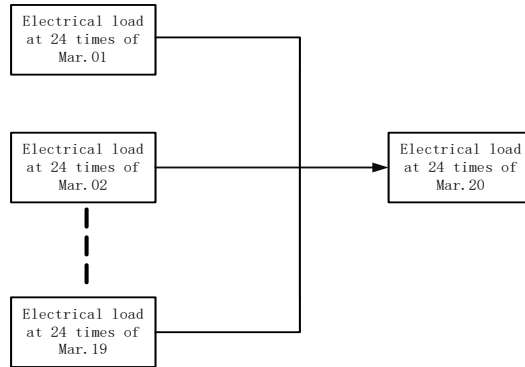 Electrical load
at 24 times of
Mar.01
Electrical load
at 24 times of
Mar.02
Electrical load
at 24 times of
Mar.20
Electrical load
at 24 times of
Mar.19